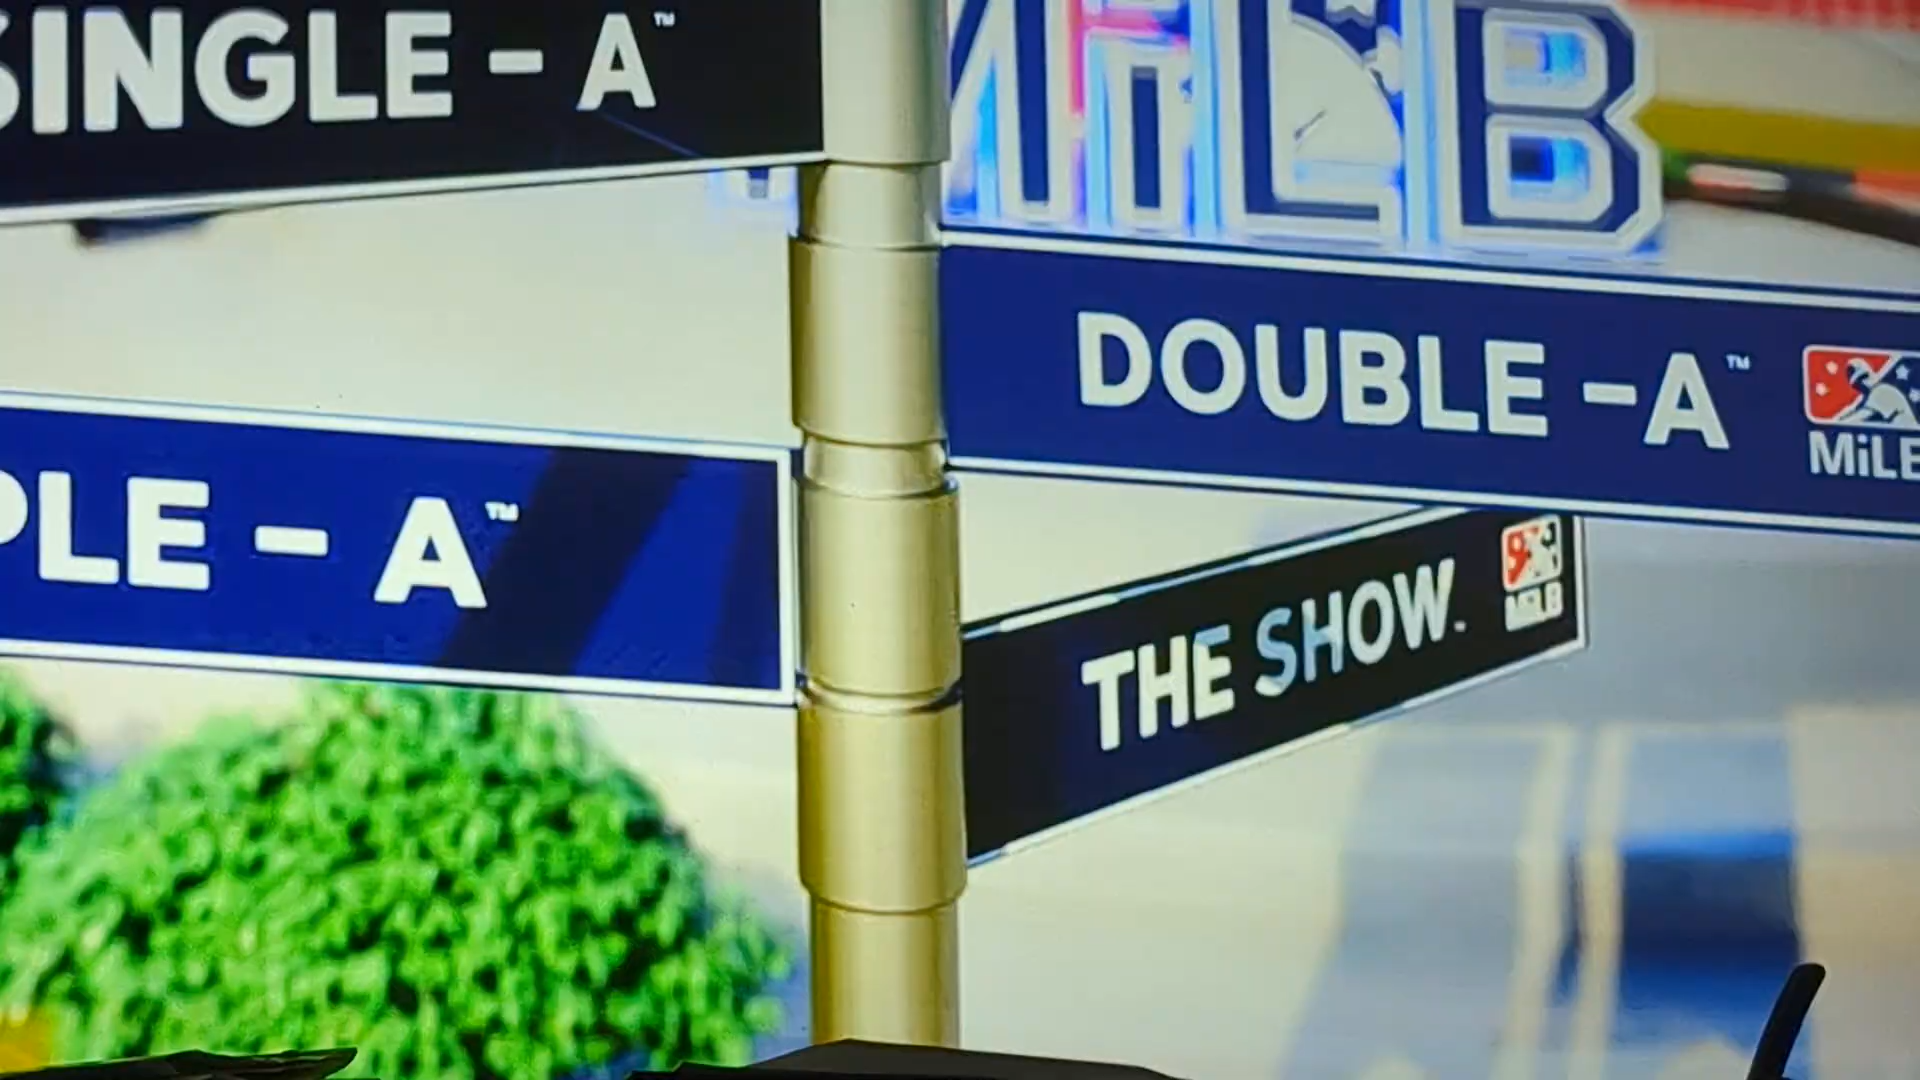 SINGLE - A™
MiLB
DOUBLE - A™
MiLB
PLE - A™
THE SHOW.
MiLB